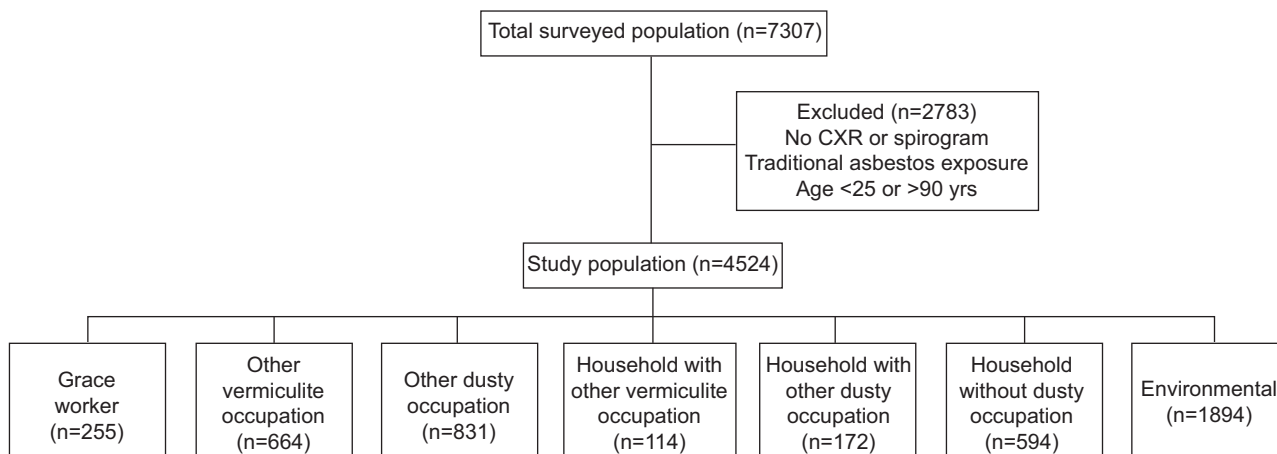 Total surveyed population (n=7307)
Excluded (n=2783)
No CXR or spirogram
Traditional asbestos exposure
Age <25 or >90 yrs
Study population (n=4524)
Grace
worker
(n=255)
Other
vermiculite
occupation
(n=664)
Other dusty
occupation
(n=831)
Household with
other vermiculite
occupation
(n=114)
Household with
other dusty
occupation
(n=172)
Household
without dusty
occupation
(n=594)
Environmental
(n=1894)